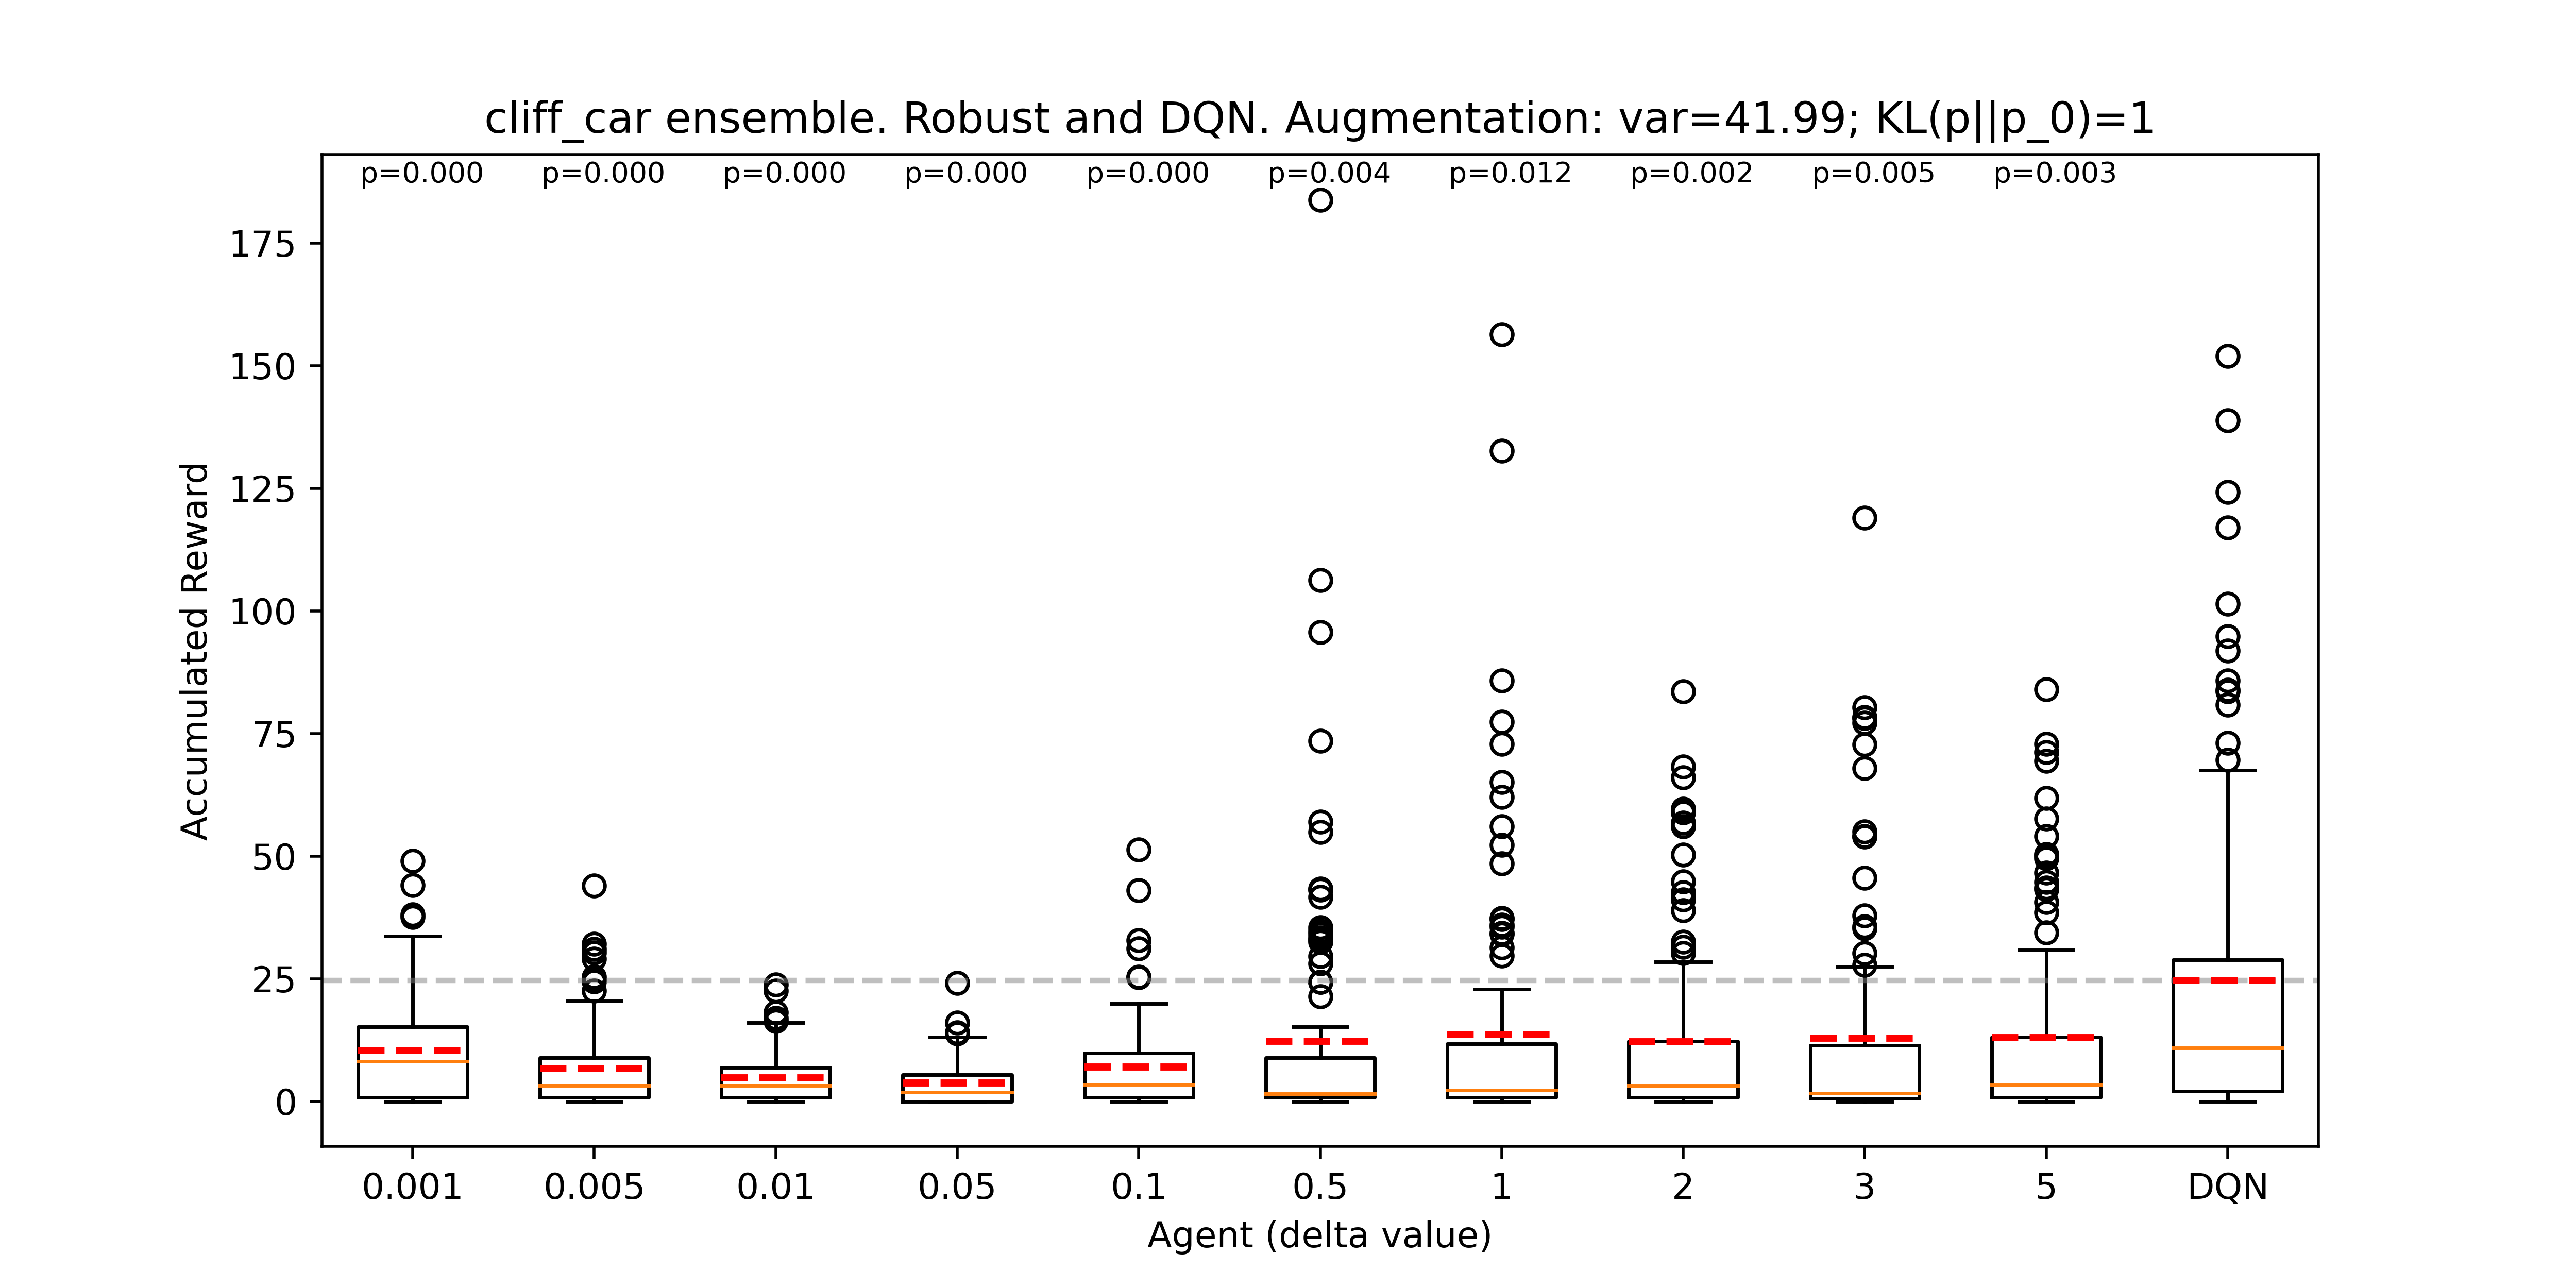 cliff_car ensemble. Robust and DQN. Augmentation: var=41.99; KL(p||p_0)=1
p=0.000 p=0.000 p=0.000 p=0.000 p=0.000 p=0.004 p=0.012 p=0.002 p=0.005 p=0.003
175
150
125
100
75
50
25
0
Accumulated Reward
0.001 0.005 0.01 0.05 0.1 0.5 1 2 3 5 DQN
Agent (delta value)